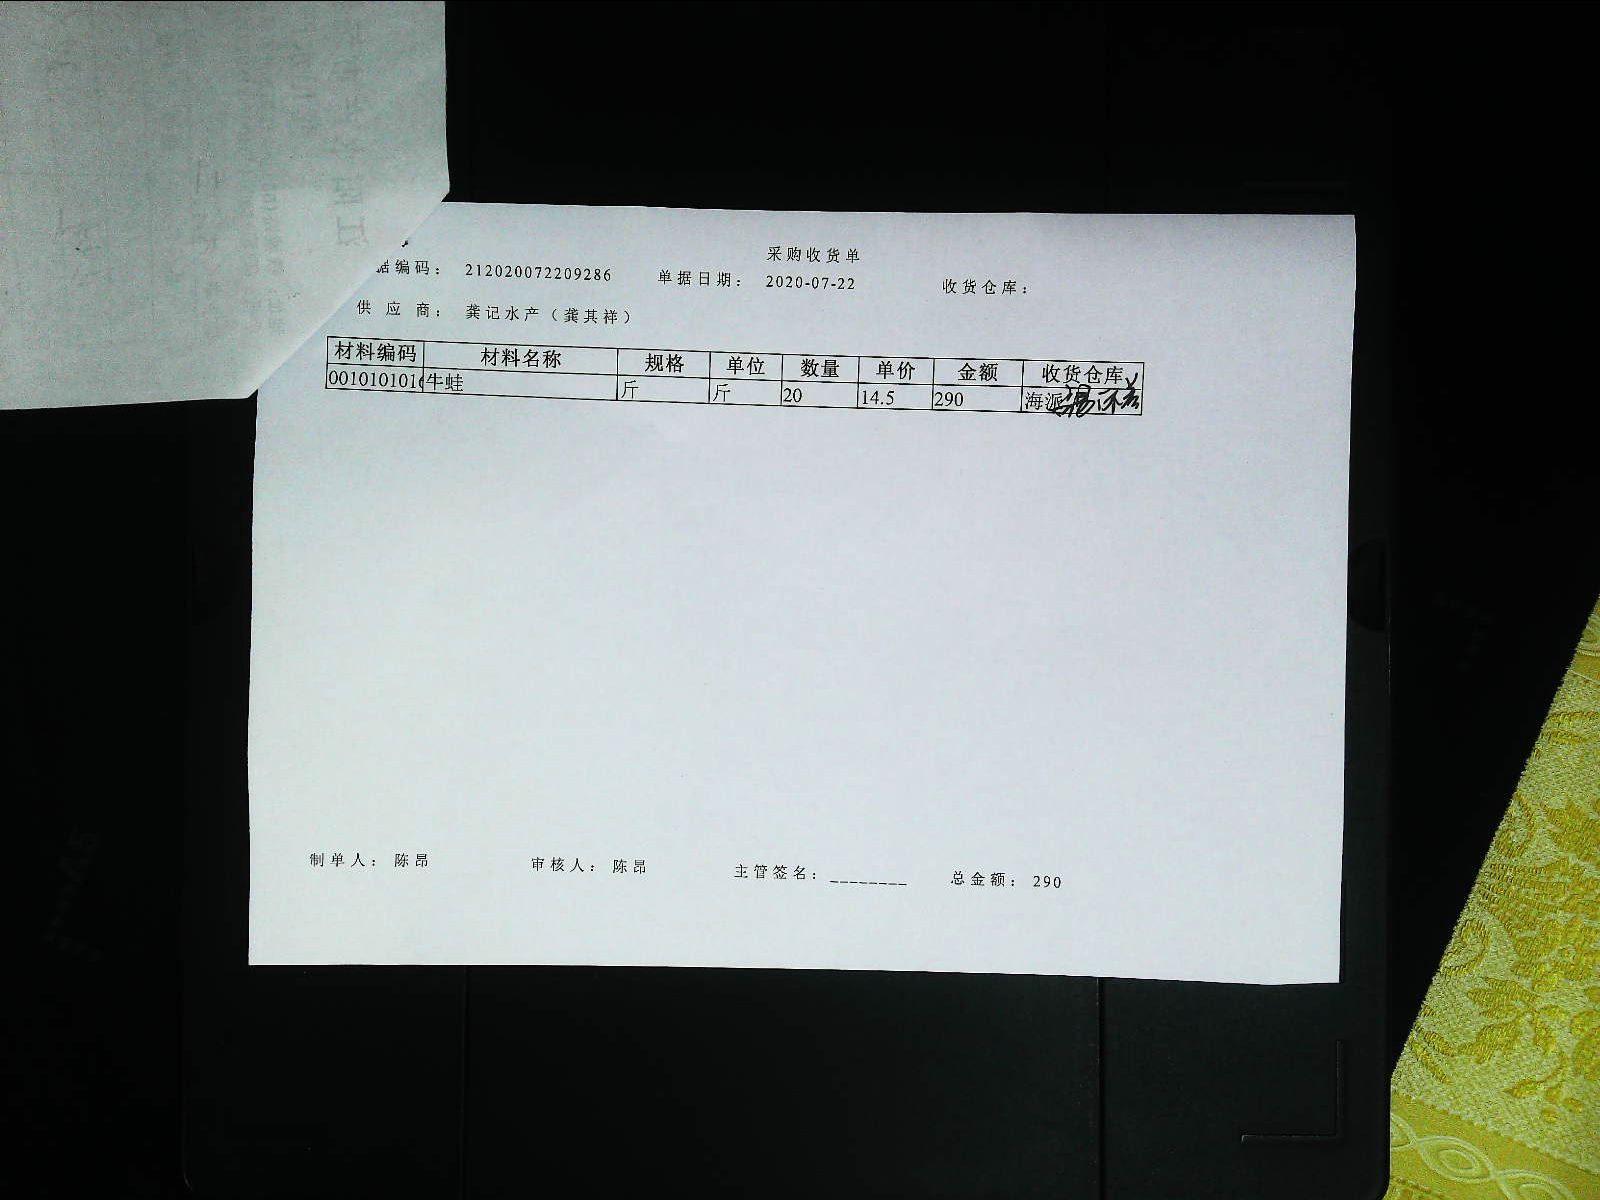 采购收货单
据编码： 212020072209286 单据日期： 2020-07-22 收货仓库：
供应商： 龚记水产（龚其祥）
材料编码 材料名称 规格 单位 数量 单价 金额 收货仓库
0010101016 牛蛙 斤 斤 20 14.5 290 海派
制单人： 陈昂 审核人： 陈昂 主管签名： ________ 总金额： 290